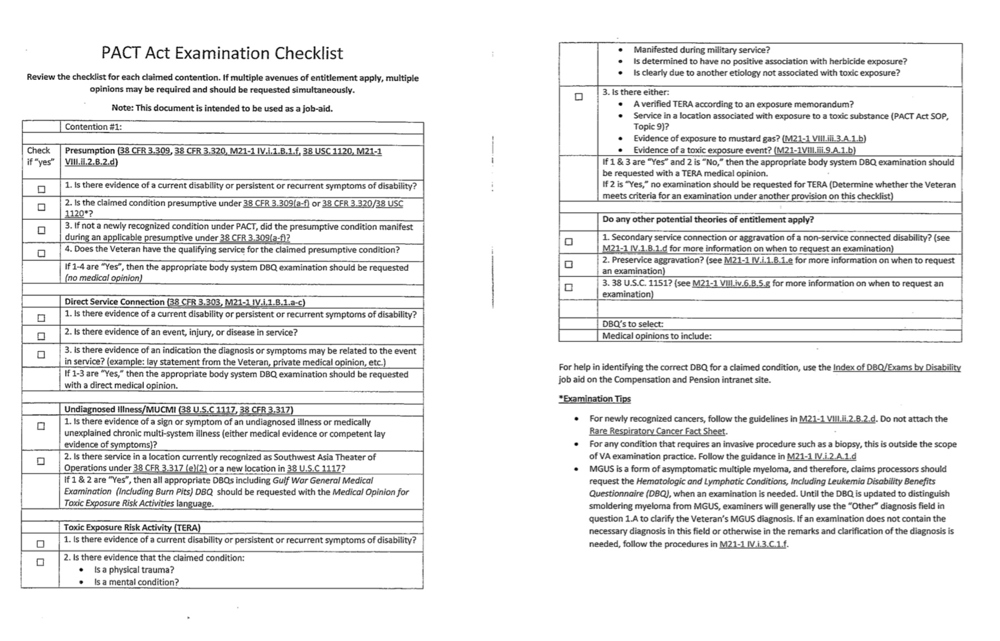 PACT Act Examination Checklist
Review the checklist for each claimed contention. If multiple avenues of entitlement apply, multiple
opinions may be required and should be requested simultaneously.
Note: This document is intended to be used as a job-aid.
Contention #1:
Check
if "yes"
Presumption (38 CFR 3.309, 38 CFR 3.320, M21-1 IV.i.1.B.1.f, 38 USC 1120, M21-1
VIII.ii.2.B.2.d)
1. Is there evidence of a current disability or persistent or recurrent symptoms of disability?
2. Is the claimed condition presumptive under 38 CFR 3.309(a-f) or 38 CFR 3.320/38 USC
1120*?
3. If not a newly recognized condition under PACT, did the presumptive condition manifest
during an applicable presumptive under 38 CFR 3.309(a-f)?
4. Does the Veteran have the qualifying service for the claimed presumptive condition?
If 1-4 are "Yes", then the appropriate body system DBQ examination should be requested
(no medical opinion)
Direct Service Connection (38 CFR 3.303, M21-1 IV.i.1.B.1.a-c)
1. Is there evidence of a current disability or persistent or recurrent symptoms of disability?
2. Is there evidence of an event, injury, or disease in service?
3. Is there evidence of an indication the diagnosis or symptoms may be related to the event
in service? (example: lay statement from the Veteran, private medical opinion, etc.)
If 1-3 are "Yes," then the appropriate body system DBQ examination should be requested
with a direct medical opinion.
Undiagnosed Illness/MUCMI (38 U.S.C 1117, 38 CFR 3.317)
1. Is there evidence of a sign or symptom of an undiagnosed illness or medically
unexplained chronic multi-system illness (either medical evidence or competent lay
evidence of symptoms)?
2. Is there service in a location currently recognized as Southwest Asia Theater of
Operations under 38 CFR 3.317 (e)(2) or a new location in 38 U.S.C 1117?
If 1 & 2 are "Yes", then all appropriate DBQs including Gulf War General Medical
Examination (Including Burn Pits) DBQ should be requested with the Medical Opinion for
Toxic Exposure Risk Activities language.
Toxic Exposure Risk Activity (TERA)
1. Is there evidence of a current disability or persistent or recurrent symptoms of disability?
2. Is there evidence that the claimed condition:
• Is a physical trauma?
• Is a mental condition?
• Manifested during military service?
• Is determined to have no positive association with herbicide exposure?
• Is clearly due to another etiology not associated with toxic exposure?
3. Is there either:
• A verified TERA according to an exposure memorandum?
• Service in a location associated with exposure to a toxic substance (PACT Act SOP,
Topic 9)?
• Evidence of exposure to mustard gas? (M21-1 VIII.iii.3.A.1.b)
• Evidence of a toxic exposure event? (M21-1VIII.iii.9.A.1.b)
If 1 & 3 are "Yes" and 2 is "No," then the appropriate body system DBQ examination should
be requested with a TERA medical opinion.
If 2 is "Yes," no examination should be requested for TERA (Determine whether the Veteran
meets criteria for an examination under another provision on this checklist)
Do any other potential theories of entitlement apply?
1. Secondary service connection or aggravation of a non-service connected disability? (see
M21-1 IV.1.B.1.d for more information on when to request an examination)
2. Preservice aggravation? (see M21-1 IV.i.1.B.1.e for more information on when to request
an examination)
3. 38 U.S.C. 1151? (see M21-1 VIII.iv.6.B.5.g for more information on when to request an
examination)
DBQ's to select:
Medical opinions to include:
For help in identifying the correct DBQ for a claimed condition, use the Index of DBQ/Exams by Disability
job aid on the Compensation and Pension intranet site.
*Examination Tips
• For newly recognized cancers, follow the guidelines in M21-1 VIII.ii.2.B.2.d. Do not attach the
Rare Respiratory Cancer Fact Sheet.
• For any condition that requires an invasive procedure such as a biopsy, this is outside the scope
of VA examination practice. Follow the guidance in M21-1 IV.i.2.A.1.d
• MGUS is a form of asymptomatic multiple myeloma, and therefore, claims processors should
request the Hematologic and Lymphatic Conditions, Including Leukemia Disability Benefits
Questionnaire (DBQ), when an examination is needed. Until the DBQ is updated to distinguish
smoldering myeloma from MGUS, examiners will generally use the "Other" diagnosis field in
question 1.A to clarify the Veteran's MGUS diagnosis. If an examination does not contain the
necessary diagnosis in this field or otherwise in the remarks and clarification of the diagnosis is
needed, follow the procedures in M21-1 IV.i.3.C.1.f.